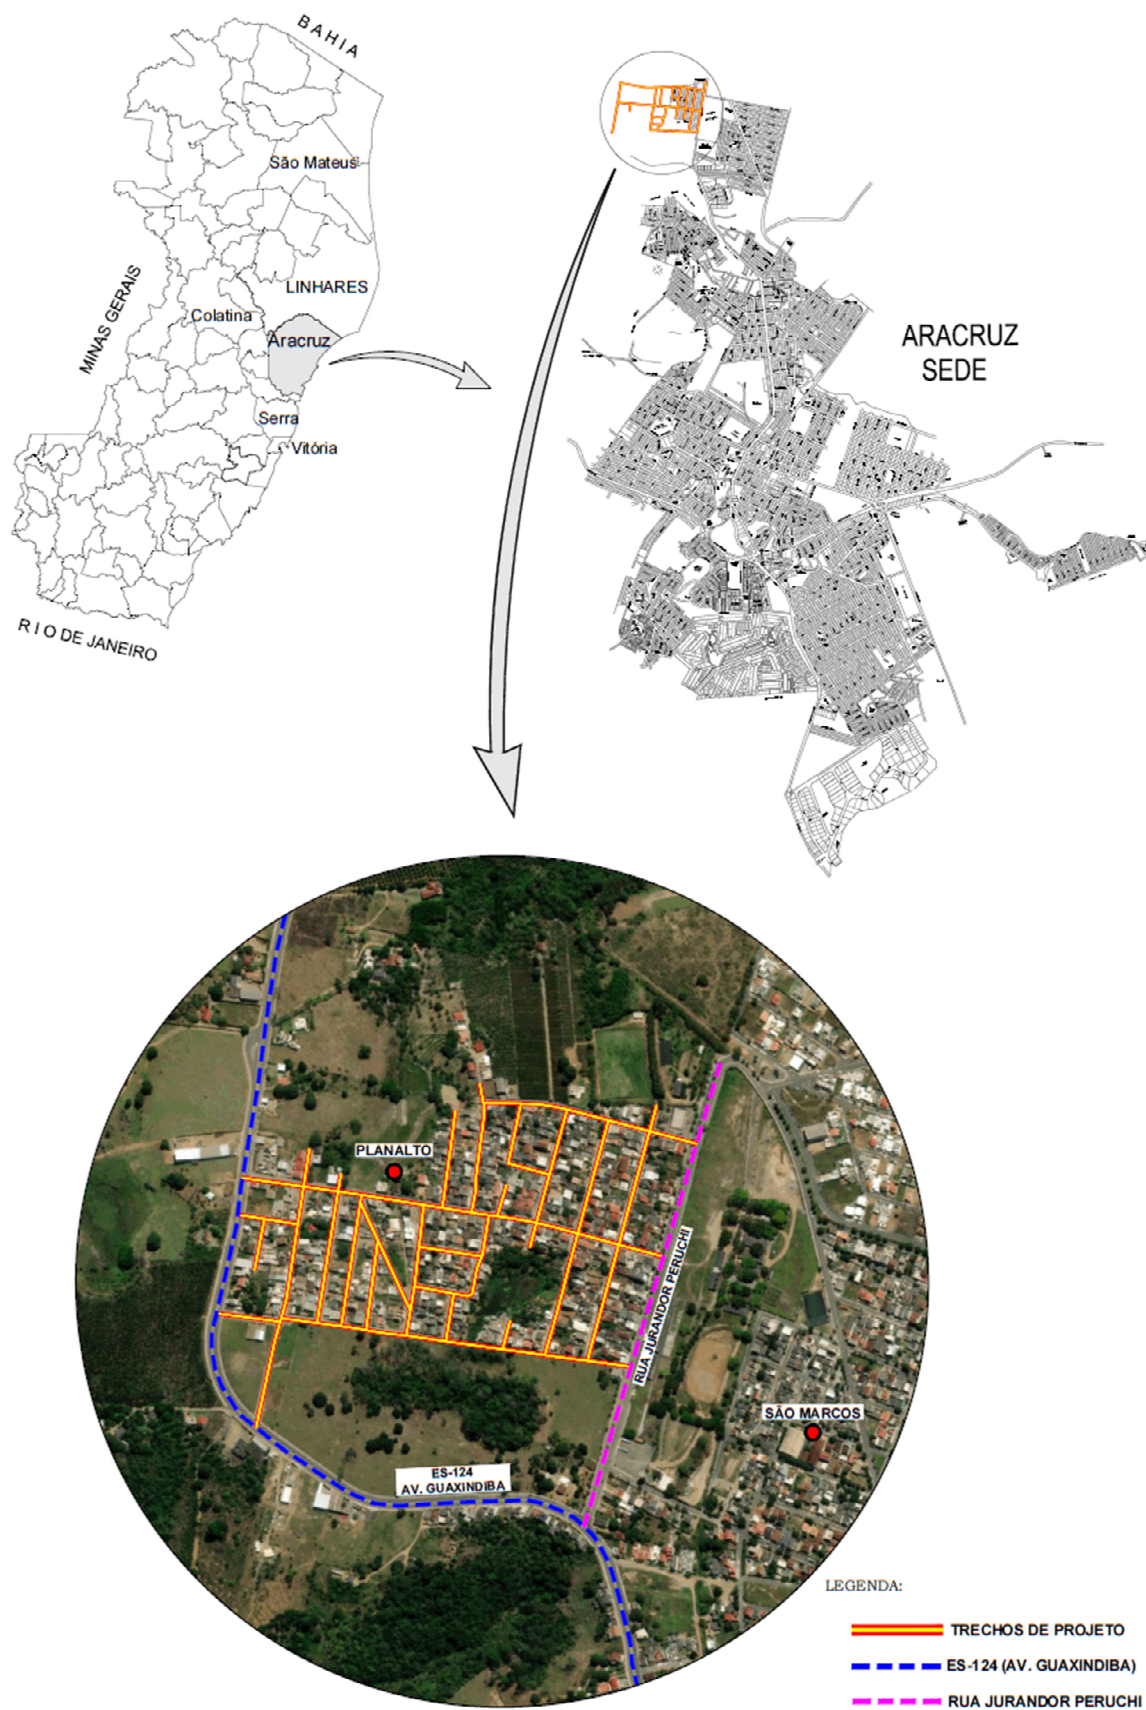 BAHIA
São Mateus
MINAS GERAIS
LINHARES
Colatina
Aracruz
Serra
Vitória
RIO DE JANEIRO
ARACRUZ
SEDE
PLANALTO
RUA JURANDOR PERUCHI
SÃO MARCOS
ES-124
AV. GUAXINDIBA
LEGENDA:
TRECHOS DE PROJETO
ES-124 (AV. GUAXINDIBA)
RUA JURANDOR PERUCHI